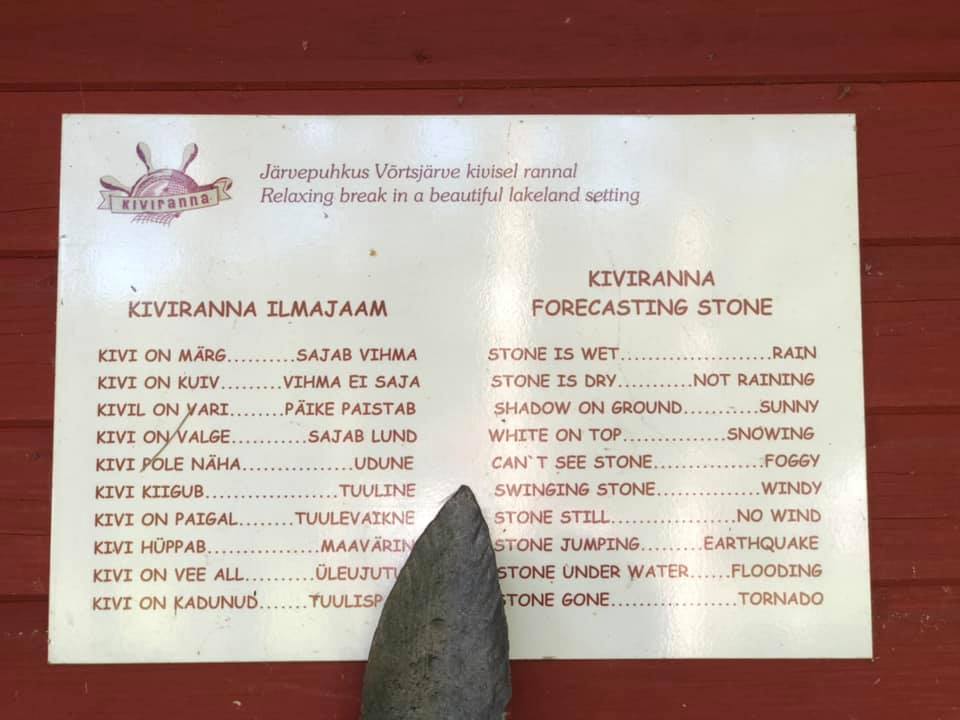 kiviranna
Järvepuhkus Võrtsjärve kivisel rannal
Relaxing break in a beautiful lakeland setting
KIVIRANNA ILMAJAAM
KIVI ON MÄRG..........SAJAB VIHMA
KIVI ON KUIV.........VIHMA EI SAJA
KIVIL ON VARI........PÄIKE PAISTAB
KIVI ON VALGE...........SAJAB LUND
KIVI POLE NÄHA................UDUNE
KIVI KIIGUB...................TUULINE
KIVI ON PAIGAL........TUULEVAIKNE
KIVI HÜPPAB................MAAVÄRIN
KIVI ON VEE ALL..........
KIVI ON KADUNUD.......
KIVIRANNA
FORECASTING STONE
STONE IS WET......................RAIN
STONE IS DRY...........NOT RAINING
SHADOW ON GROUND...........SUNNY
WHITE ON TOP...............SNOWING
CAN`T SEE STONE................FOGGY
SWINGING STONE...............WINDY
STONE STILL..................NO WIND
STONE JUMPING.........EARTHQUAKE
STONE UNDER WATER......FLOODING
STONE GONE..................TORNADO